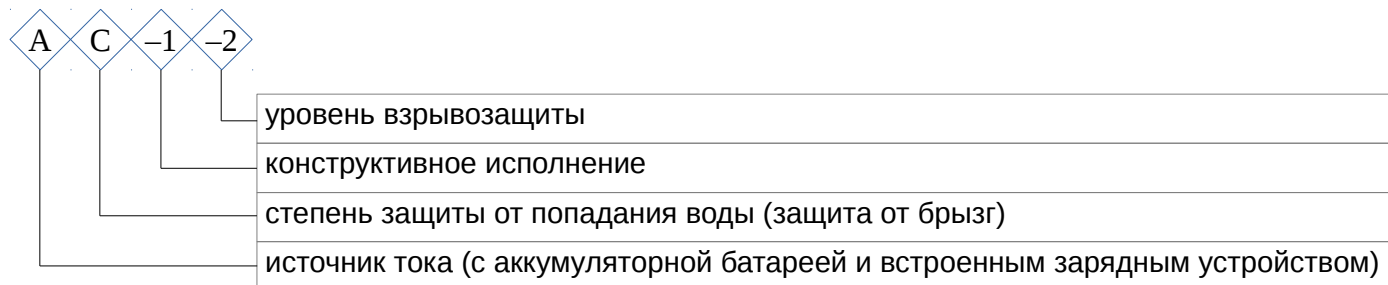 А С –1 –2
уровень взрывозащиты
конструктивное исполнение
степень защиты от попадания воды (защита от брызг)
источник тока (с аккумуляторной батареей и встроенным зарядным устройством)